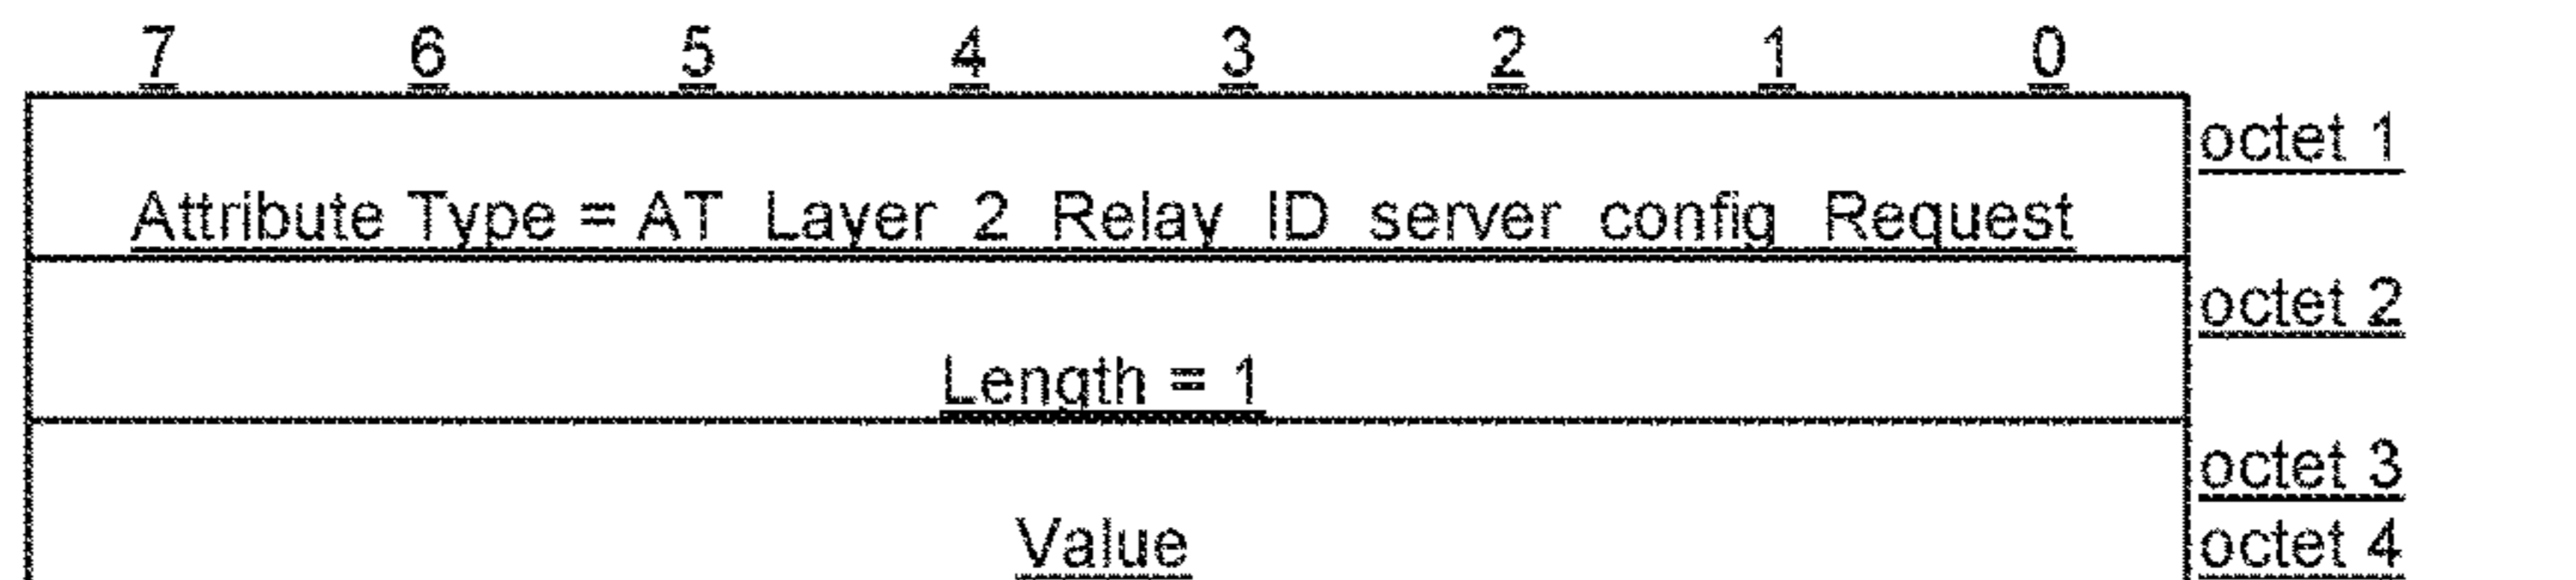 7 6 5 4 3 2 1 0
octet 1
Attribute Type = AT_Layer_2_Relay_ID_server_config_Request
octet 2
Length = 1
octet 3
Value octet 4